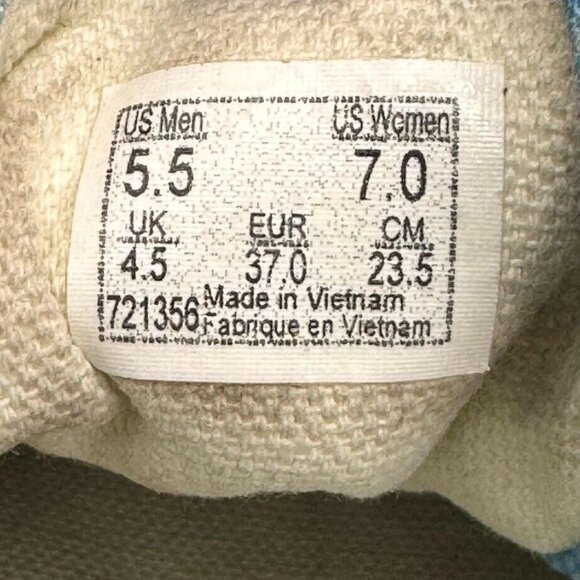 US Men US Women
5.5 7.0
UK EUR CM
4.5 37.0 23.5
721356 Made in Vietnam
Fabrique en Vietnam